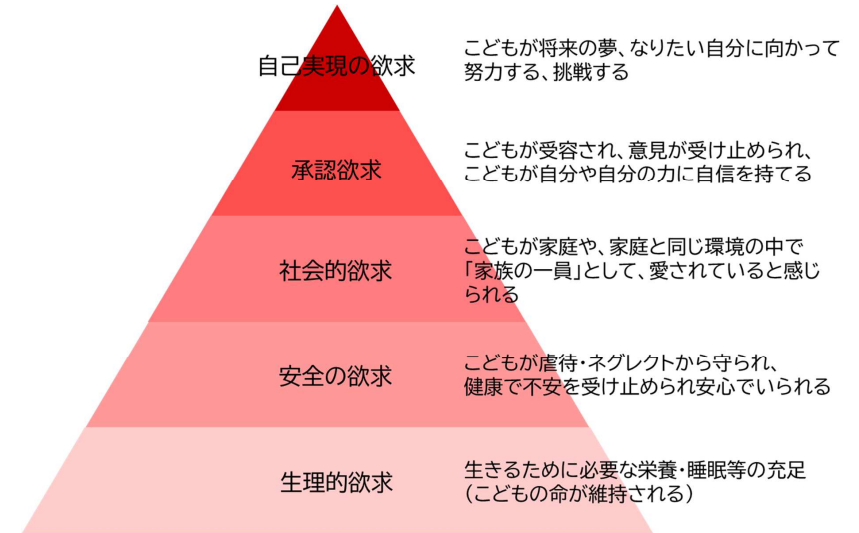 自己実現の欲求
こどもが将来の夢、なりたい自分に向かって
努力する、挑戦する
承認欲求
こどもが受容され、意見が受け止められ、
こどもが自分や自分の力に自信を持てる
社会的欲求
こどもが家庭や、家庭と同じ環境の中で
「家族の一員」として、愛されていると感じ
られる
安全の欲求
こどもが虐待・ネグレクトから守られ、
健康で不安を受け止められ安心でいられる
生理的欲求
生きるために必要な栄養・睡眠等の充足
（こどもの命が維持される）